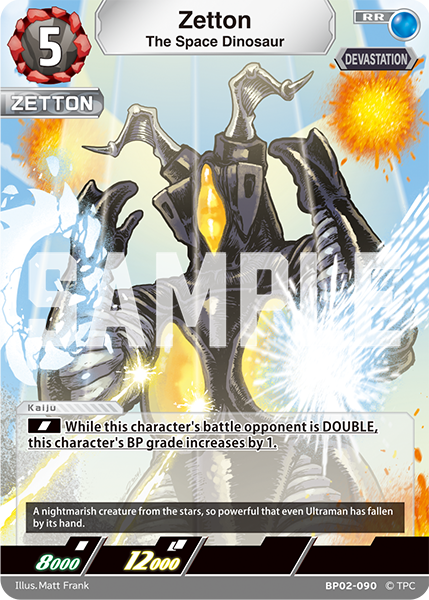 5
Zetton
The Space Dinosaur
RR
DEVASTATION
ZETTON
SAMPLE
Kaiju
While this character's battle opponent is DOUBLE,
this character's BP grade increases by 1.
A nightmarish creature from the stars, so powerful that even Ultraman has fallen
by its hand.
8000
12000
Illus. Matt Frank
BP02-090 © TPC